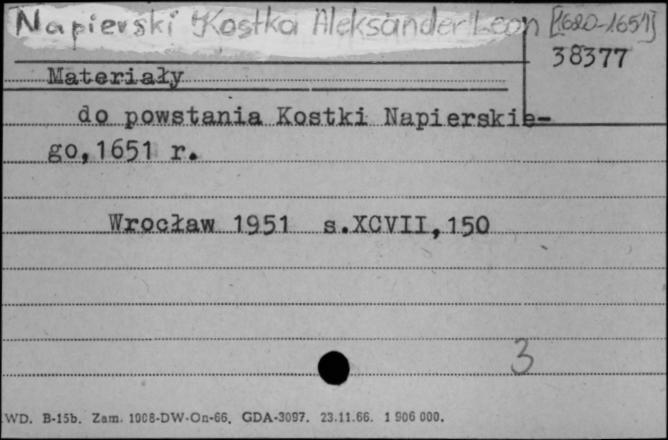 Napierski Kostka Aleksander Leon [1620-1651]
38377
Materiały
do powstania Kostki Napierskie-
go, 1651 r.
Wrocław 1951 s.XCVII, 150
3
WD. B-15b. Zam. 1908-DW-On-66. GDA-3097. 23.11.66. 1 906 000.